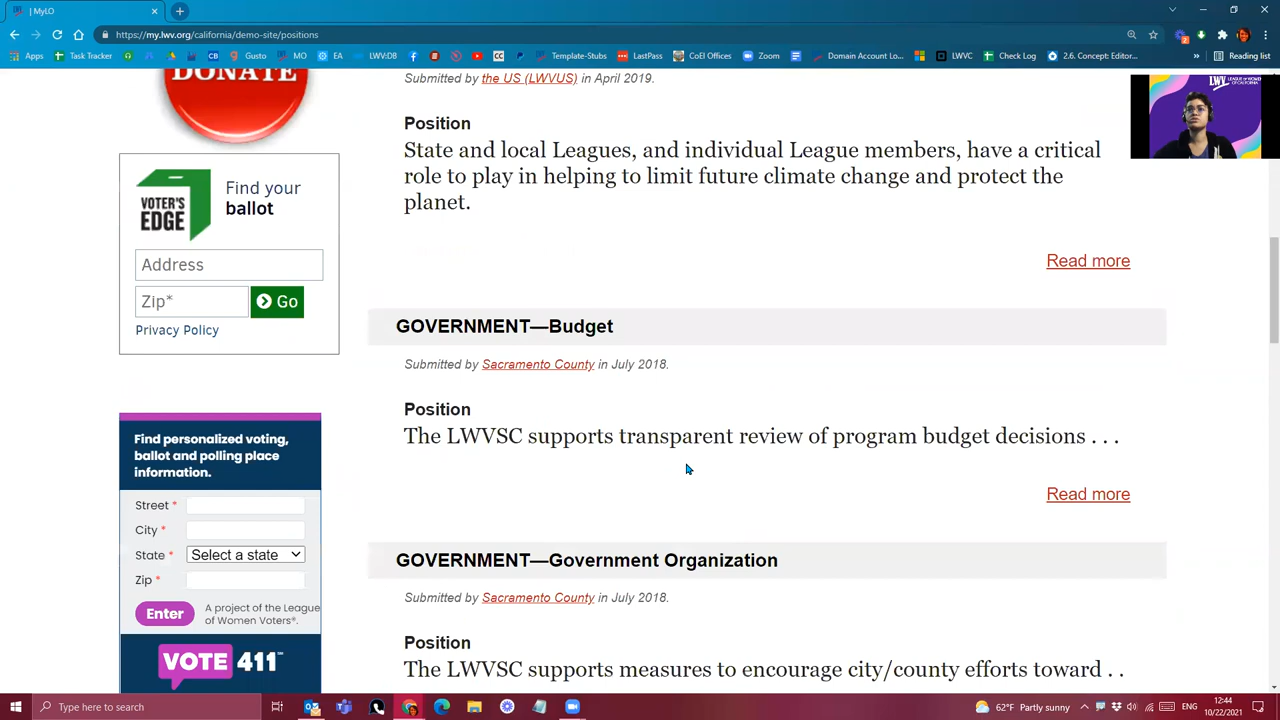 | MyLO
https://my.lwv.org/california/demo-site/positions
Apps
Task Tracker
PC
CB
Gusto
MO
EA
LWV:DB
CC
Template-Stubs
LastPass
CoEI Offices
Zoom
Domain Account Lo...
LWVC
Check Log
2.6. Concept: Editor...
»
Reading list
DONATE
Submitted by the US (LWVUS) in April 2019.
Position
State and local Leagues, and individual League members, have a critical
role to play in helping to limit future climate change and protect the
planet.
Read more
VOTER'S
EDGE
Find your
ballot
Address
Zip*
Go
Privacy Policy
GOVERNMENT—Budget
Submitted by Sacramento County in July 2018.
Position
The LWVSC supports transparent review of program budget decisions . . .
Read more
Find personalized voting,
ballot and polling place
information.
Street *
City *
State * Select a state
Zip *
Enter
A project of the League
of Women Voters®.
VOTE 411™
GOVERNMENT—Government Organization
Submitted by Sacramento County in July 2018.
Position
The LWVSC supports measures to encourage city/county efforts toward . .
LWV
Type here to search
62°F Partly sunny
12:44
10/22/2021